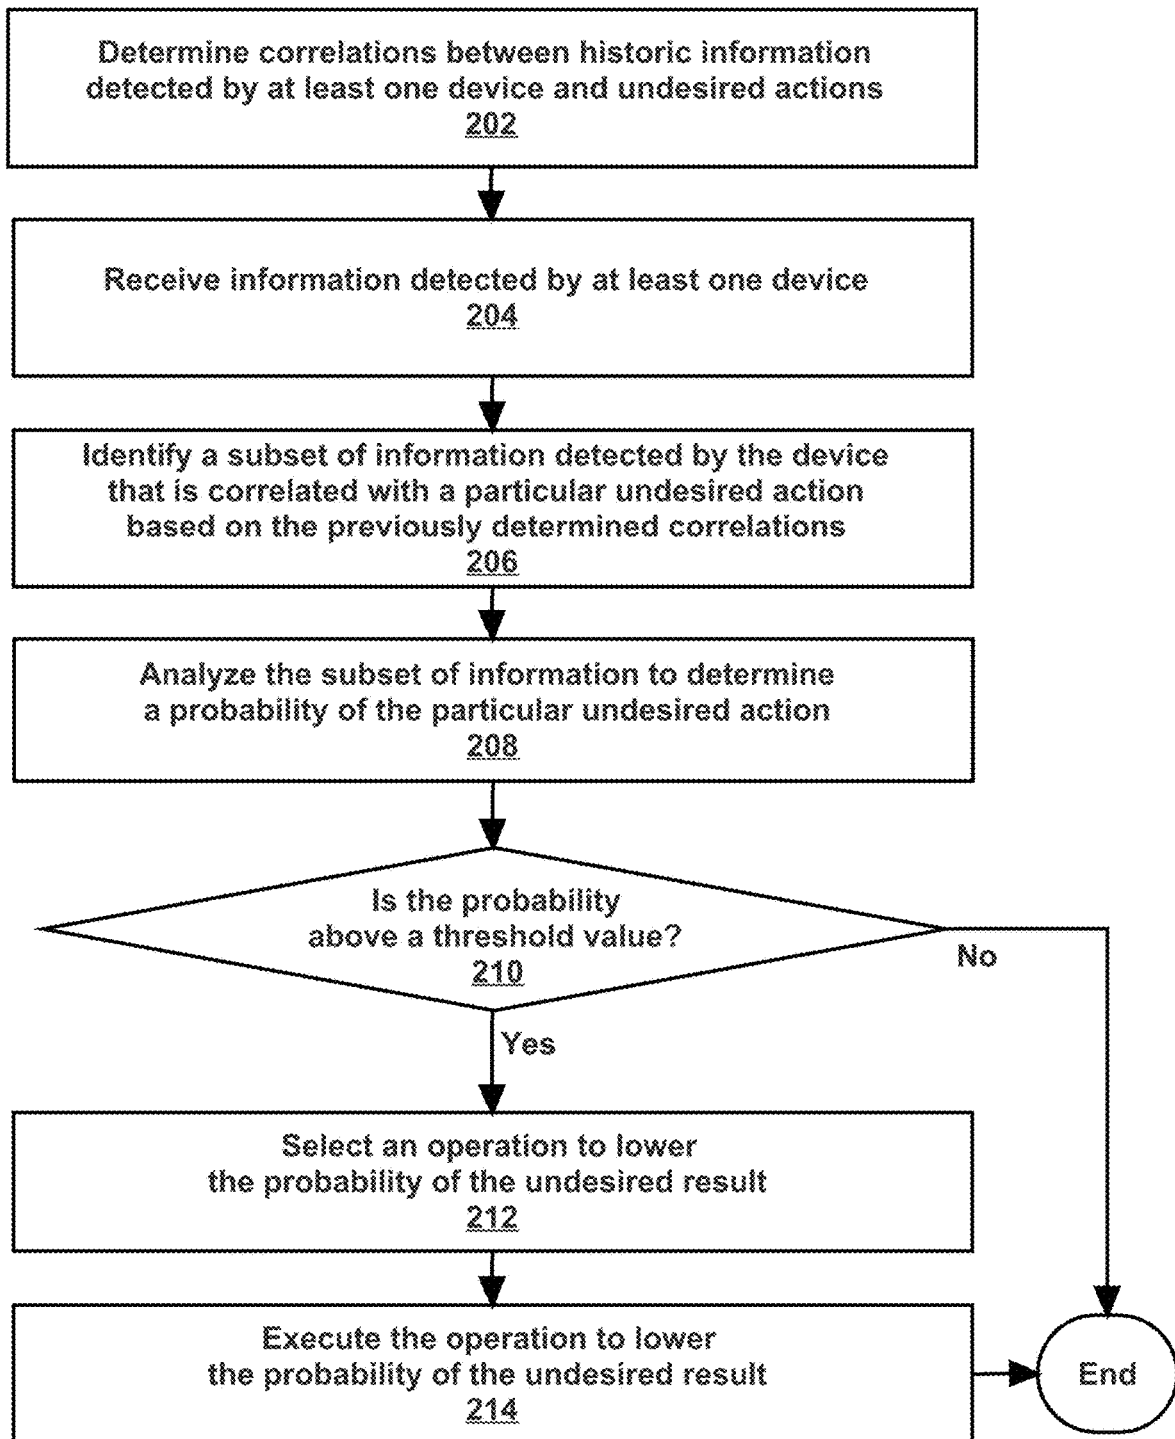 Determine correlations between historic information
detected by at least one device and undesired actions
202
Receive information detected by at least one device
204
Identify a subset of information detected by the device
that is correlated with a particular undesired action
based on the previously determined correlations
206
Analyze the subset of information to determine
a probability of the particular undesired action
208
Is the probability
above a threshold value?
210
No
Yes
Select an operation to lower
the probability of the undesired result
212
Execute the operation to lower
the probability of the undesired result
214
End